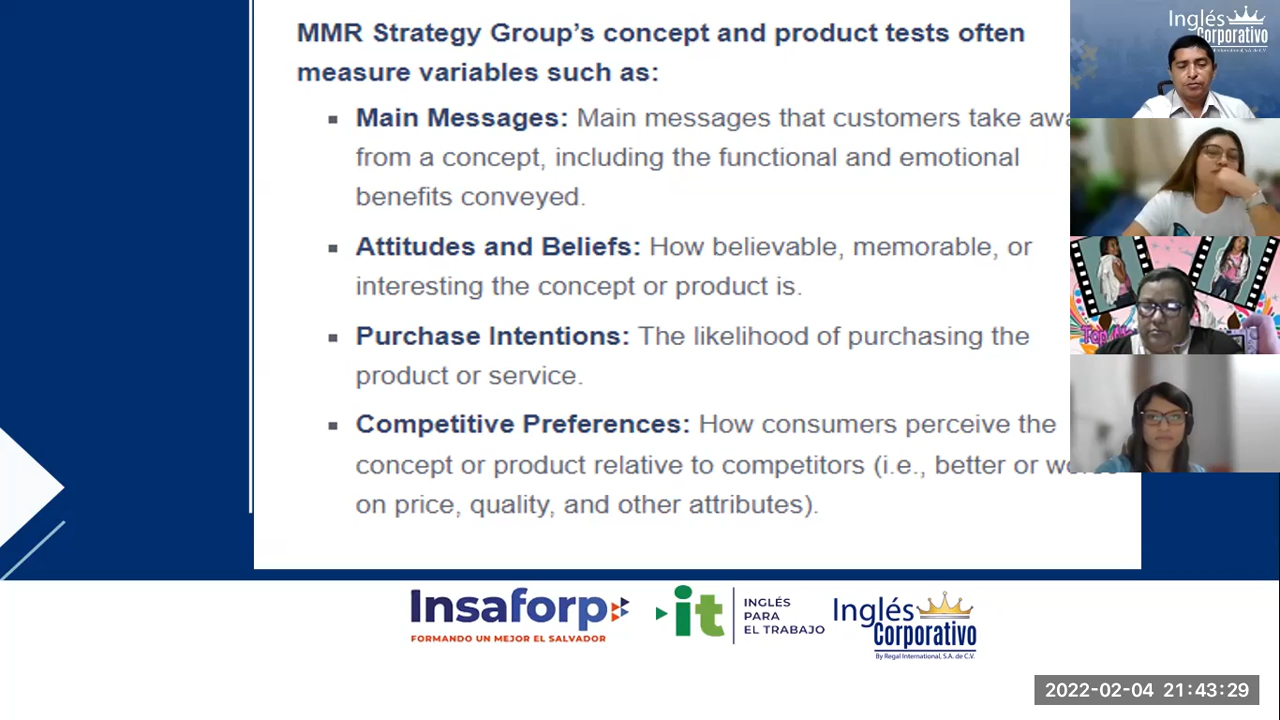 MMR Strategy Group's concept and product tests often
measure variables such as:
Main Messages: Main messages that customers take
from a concept, including the functional and emotional
benefits conveyed.
Attitudes and Beliefs: How believable, memorable, or
interesting the concept or product is.
Purchase Intentions: The likelihood of purchasing the
product or service.
Competitive Preferences: How consumers perceive the
concept or product relative to competitors (i.e., better or
on price, quality, and other attributes).
Inglés
Corporativo
Insaforp
FORMANDO UN MEJOR EL SALVADOR
it
INGLÉS
PARA
EL TRABAJO
Inglés
Corporativo
By Regal International, S.A. de C.V.
2022-02-04 21:43:29